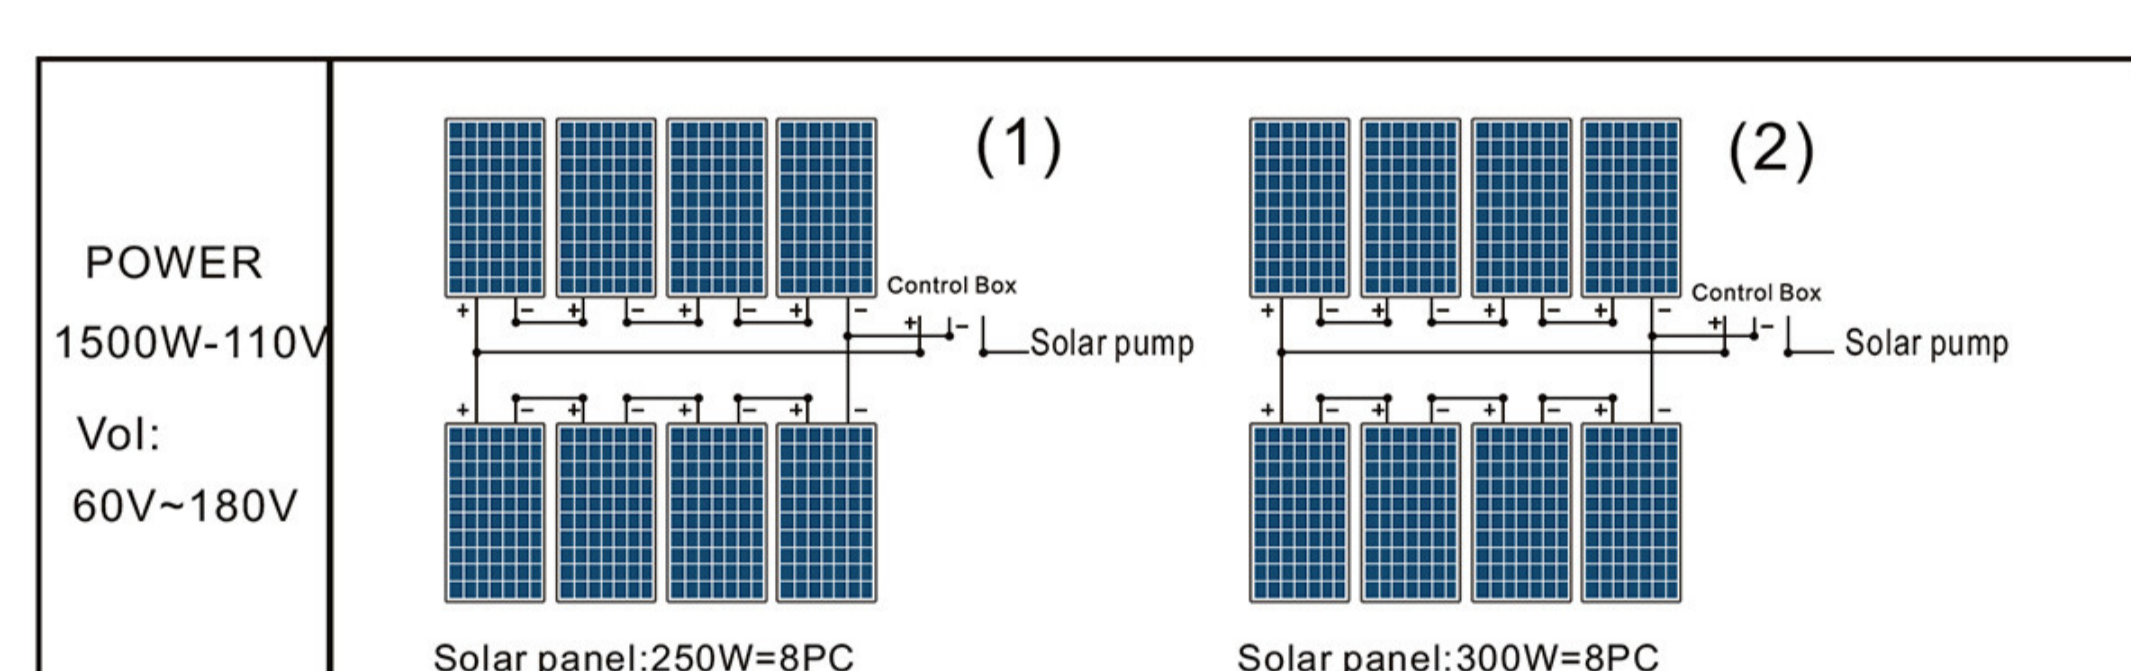 POWER
1500W-110V
Vol:
60V~180V
(1)
Control Box
+ - + - + - + -
+ -
Solar pump
+ - + - + - + -
Solar panel:250W=8PC
(2)
Control Box
+ - + - + - + -
+ -
Solar pump
+ - + - + - + -
Solar panel:300W=8PC